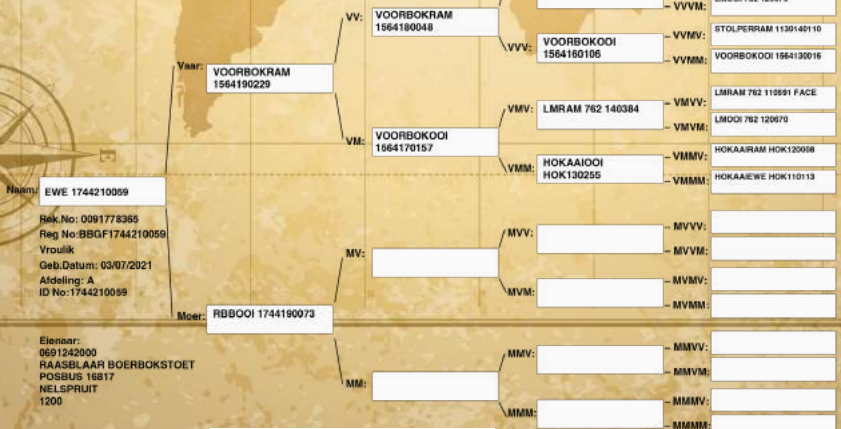 VV:
VOORBOKRAM
1564180048
VVVM:
VVV:
VOORBOKOOI
1564160106
VVMV:
STOLPERRAM 1130140110
VVMM:
VOORBOKOOI 1564130016
Vaar:
VOORBOKRAM
1564190229
VM:
VOORBOKOOI
1564170157
VMV:
LMRAM 762 140384
VMVV:
LMRAM 762 110591 FACE
VMVM:
LMOOI 762 120670
VMM:
HOKAAIOOI
HOK130255
VMMV:
HOKAAIRAM HOK120008
VMMM:
HOKAAIEWE HOK110113
Naam:
EWE 1744210059
Rek.No: 0091778365
Reg No:BBGF1744210059
Vroulik
Geb.Datum: 03/07/2021
Afdeling: A
ID No:1744210059
Moer:
RBBOOI 1744190073
MV:
MVV:
MVVV:
MVVM:
MVM:
MVMV:
MVMM:
MM:
MMV:
MMVV:
MMVM:
MMM:
MMMV:
MMMM:
Eienaar:
0691242000
RAASBLAAR BOERBOKSTOET
POSBUS 16817
NELSPRUIT
1200